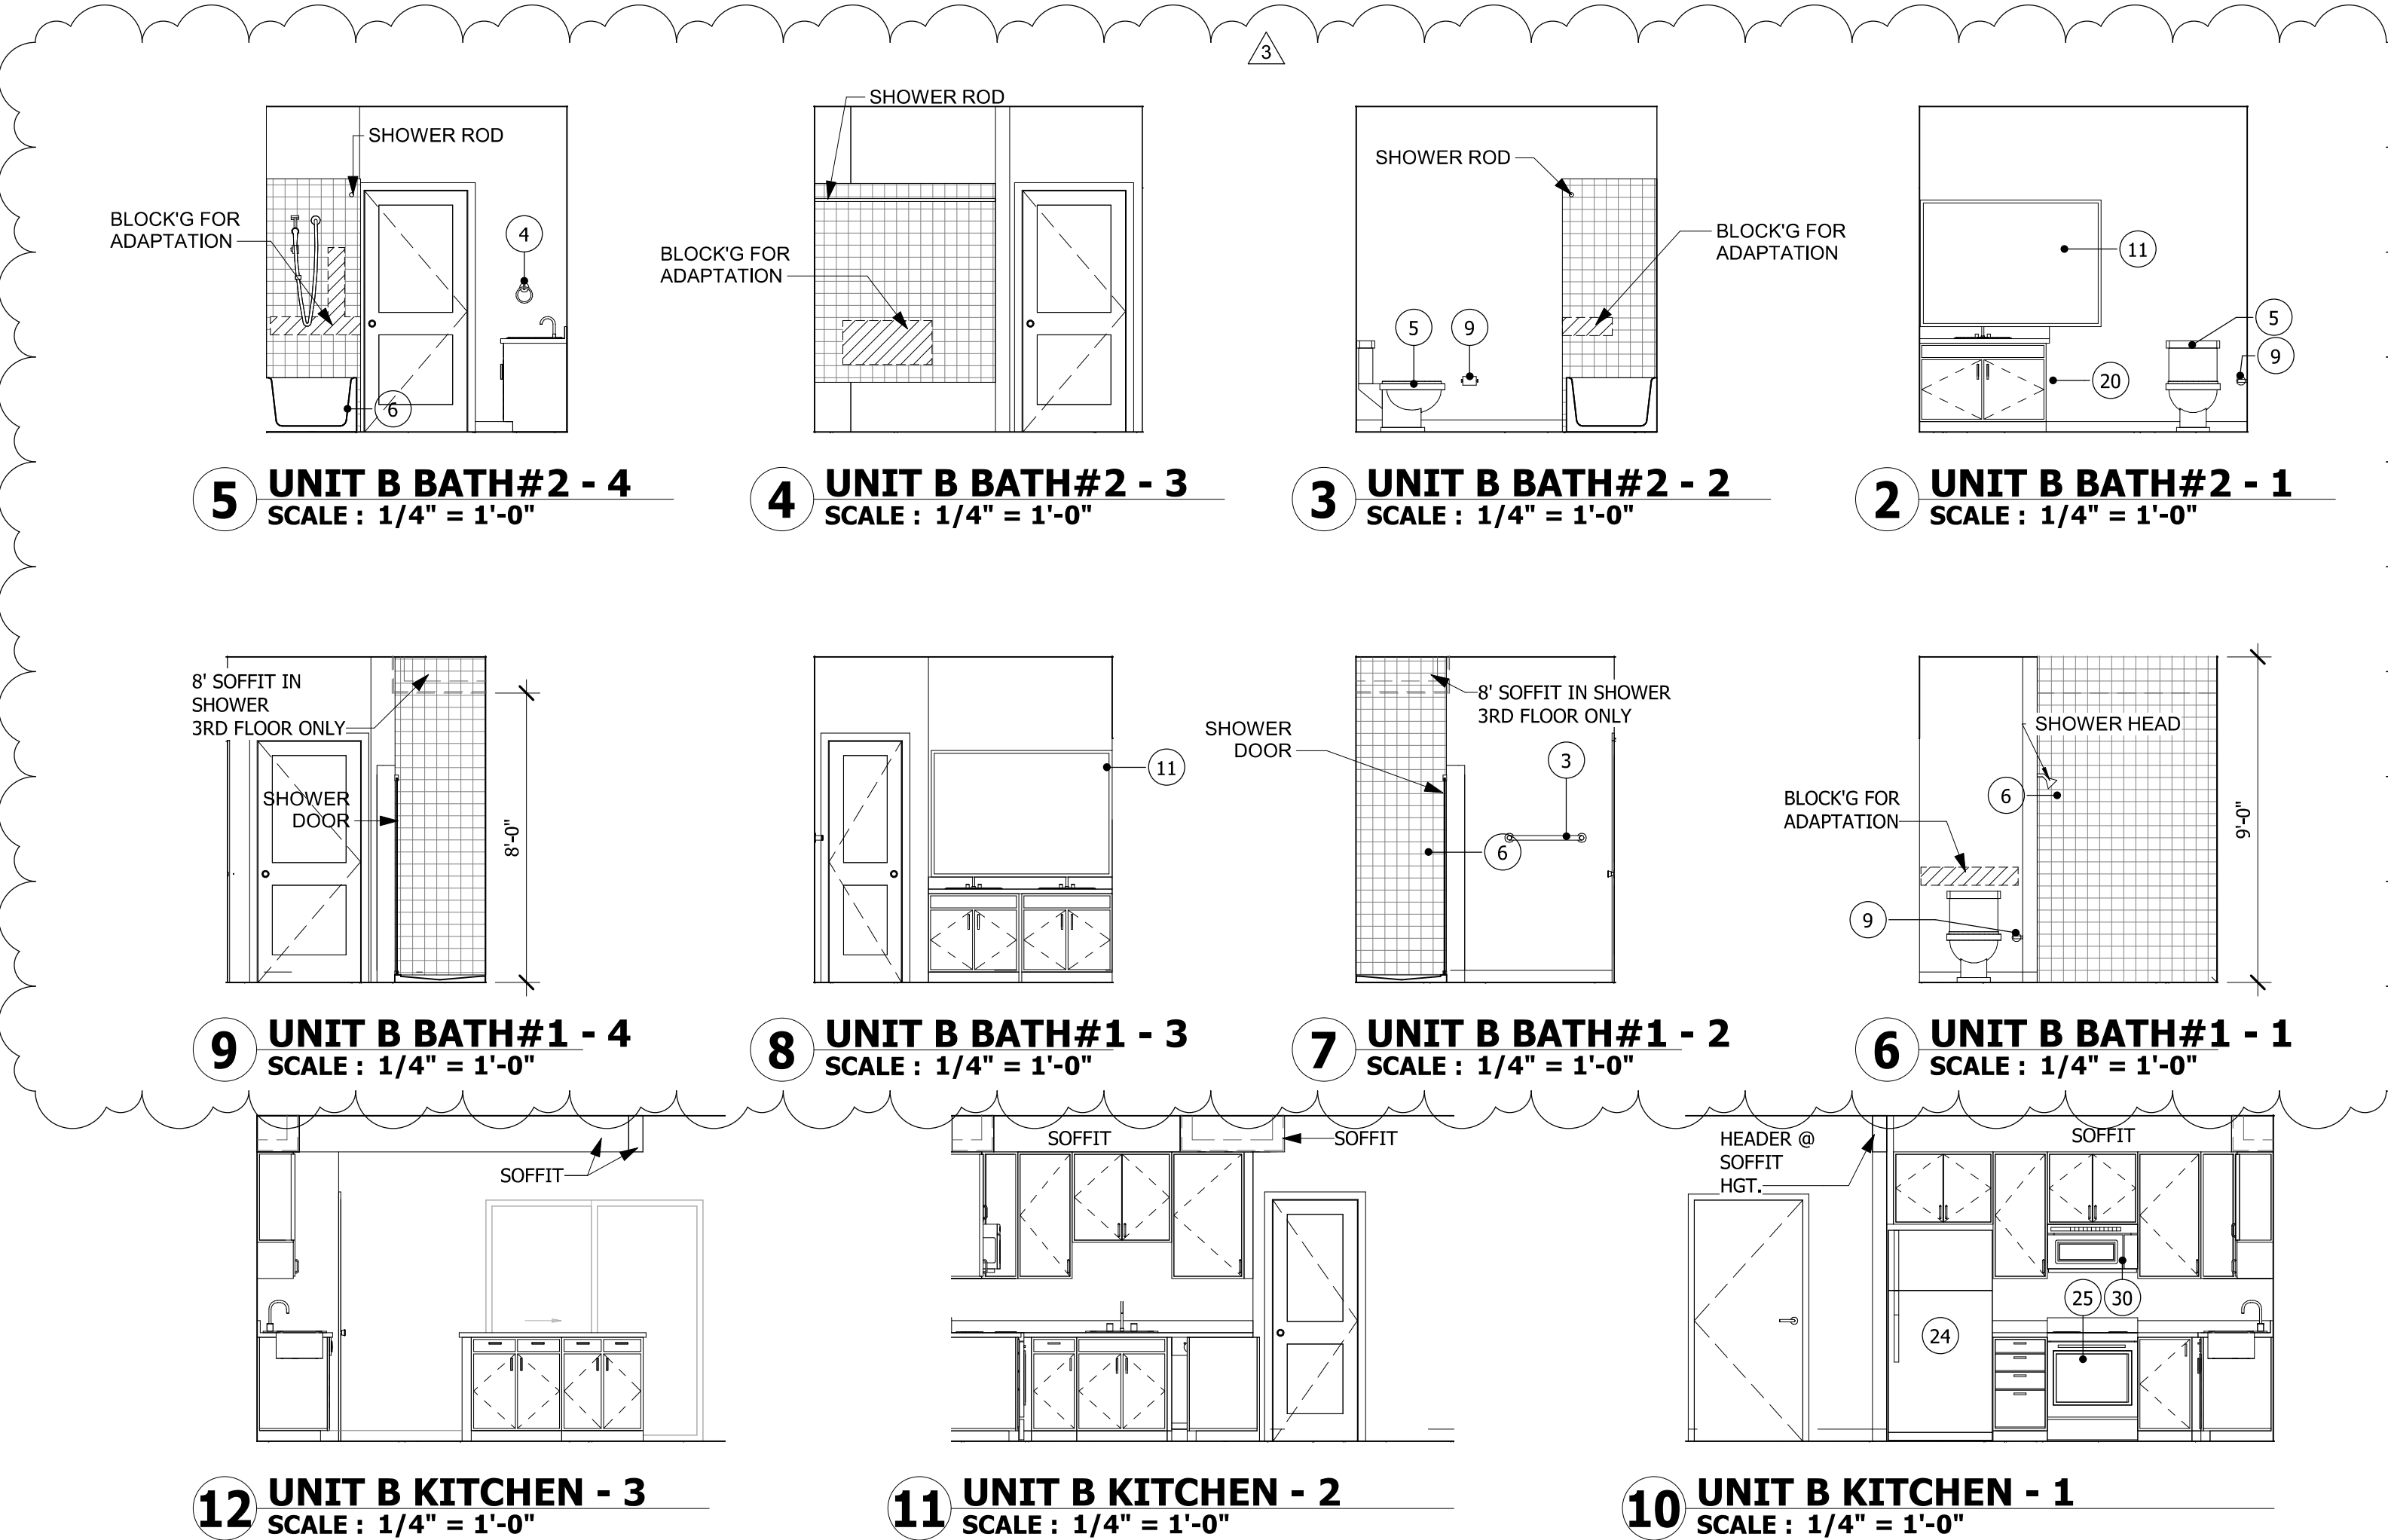 3
SHOWER ROD
BLOCK'G FOR
ADAPTATION
4
6
5 UNIT B BATH#2 - 4
SCALE : 1/4" = 1'-0"
SHOWER ROD
BLOCK'G FOR
ADAPTATION
4 UNIT B BATH#2 - 3
SCALE : 1/4" = 1'-0"
SHOWER ROD
BLOCK'G FOR
ADAPTATION
5
9
3 UNIT B BATH#2 - 2
SCALE : 1/4" = 1'-0"
11
5
9
20
2 UNIT B BATH#2 - 1
SCALE : 1/4" = 1'-0"
8' SOFFIT IN
SHOWER
3RD FLOOR ONLY
SHOWER
DOOR
8'-0"
9 UNIT B BATH#1 - 4
SCALE : 1/4" = 1'-0"
11
8 UNIT B BATH#1 - 3
SCALE : 1/4" = 1'-0"
8' SOFFIT IN SHOWER
3RD FLOOR ONLY
SHOWER
DOOR
3
6
7 UNIT B BATH#1 - 2
SCALE : 1/4" = 1'-0"
SHOWER HEAD
6
BLOCK'G FOR
ADAPTATION
9
9'-0"
6 UNIT B BATH#1 - 1
SCALE : 1/4" = 1'-0"
SOFFIT
12 UNIT B KITCHEN - 3
SCALE : 1/4" = 1'-0"
SOFFIT
SOFFIT
11 UNIT B KITCHEN - 2
SCALE : 1/4" = 1'-0"
HEADER @
SOFFIT
HGT.
SOFFIT
25
30
24
10 UNIT B KITCHEN - 1
SCALE : 1/4" = 1'-0"